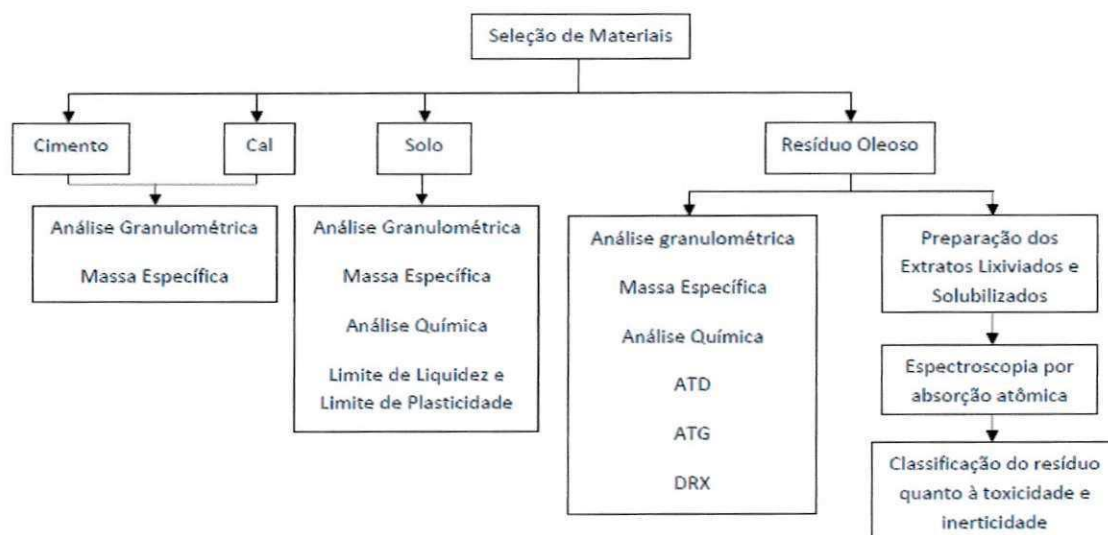 Seleção de Materiais
Cimento
Cal
Solo
Resíduo Oleoso
Análise Granulométrica
Massa Específica
Análise Granulométrica
Massa Específica
Análise Química
Limite de Liquidez e
Limite de Plasticidade
Análise granulométrica
Massa Específica
Análise Química
ATD
ATG
DRX
Preparação dos
Extratos Lixiviados e
Solubilizados
Espectroscopia por
absorção atômica
Classificação do resíduo
quanto à toxicidade e
inerticidade